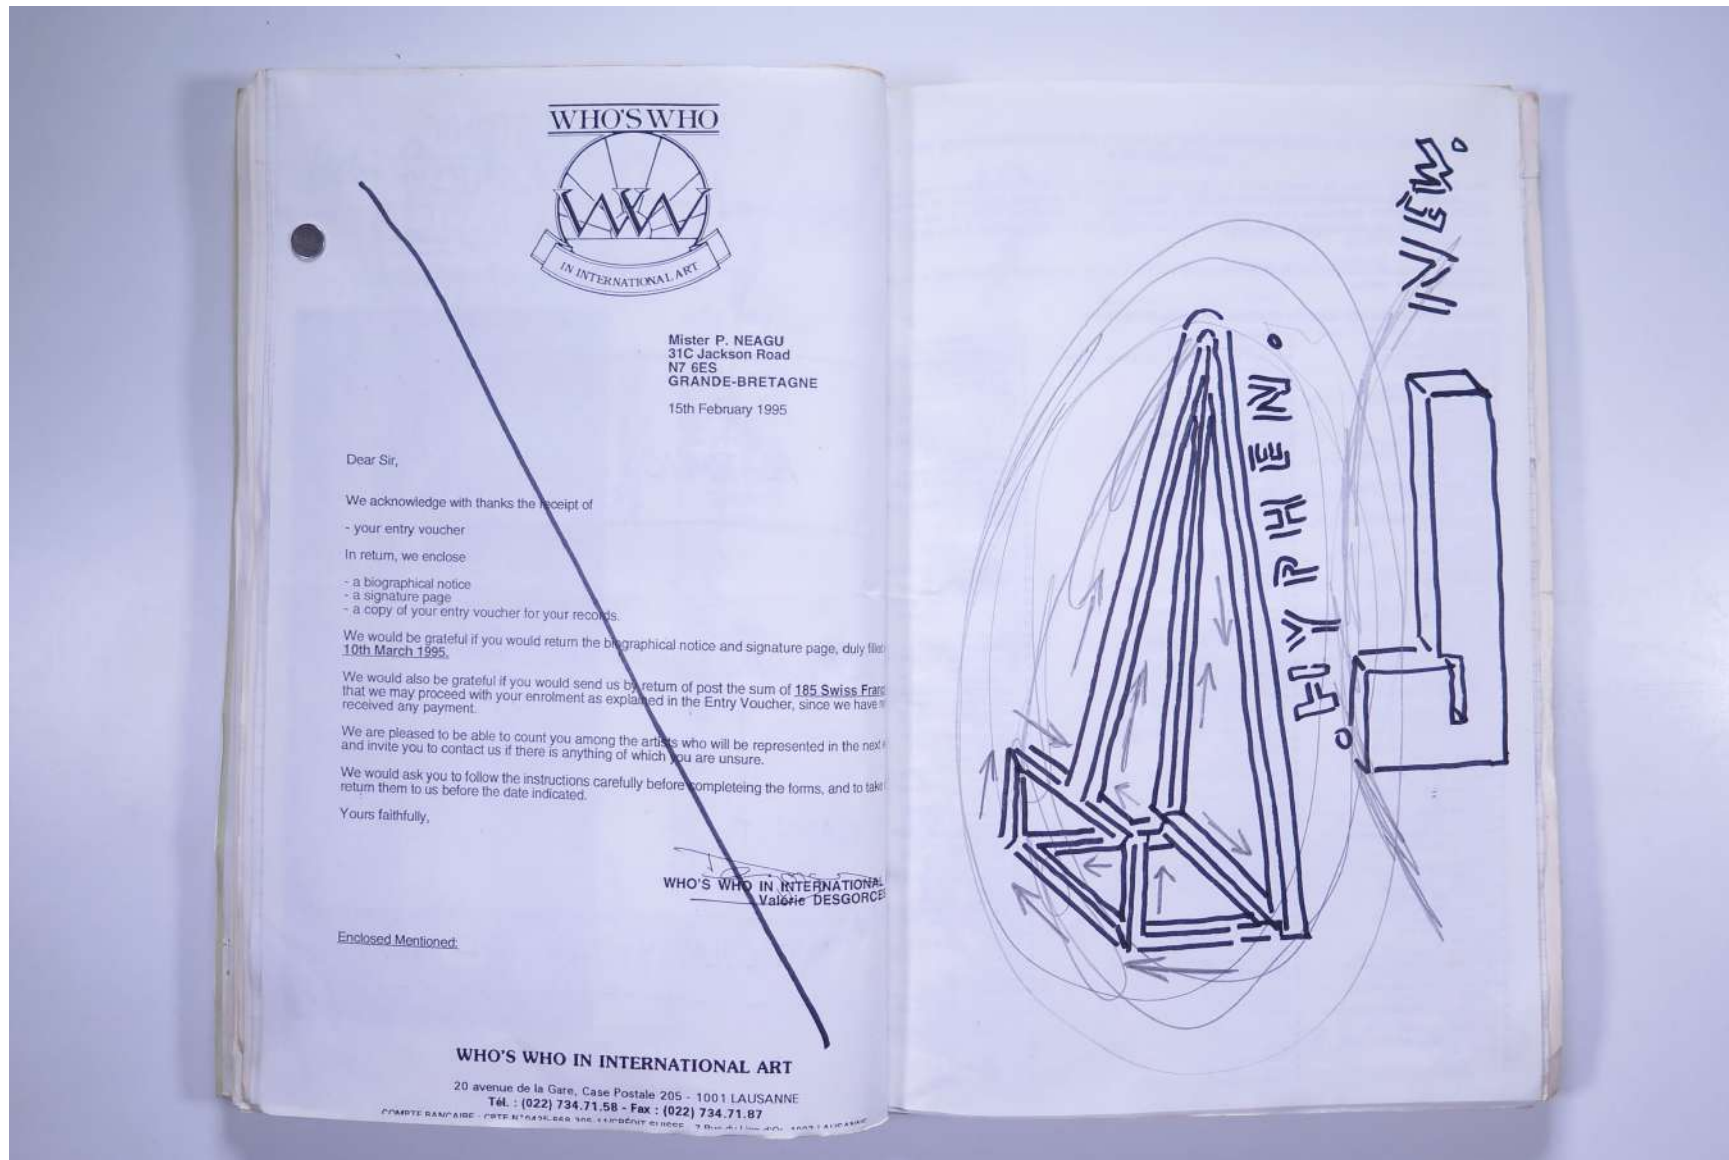 WHO'S WHO
WW
IN INTERNATIONAL ART
Mister P. NEAGU
31C Jackson Road
N7 6ES
GRANDE-BRETAGNE
15th February 1995
Dear Sir,
We acknowledge with thanks the receipt of
- your entry voucher
In return, we enclose
- a biographical notice
- a signature page
- a copy of your entry voucher for your records.
We would be grateful if you would return the biographical notice and signature page, duly
10th March 1995.
We would also be grateful if you would send us by return of post the sum of 185 Swiss Franc
that we may proceed with your enrolment as explained in the Entry Voucher, since we have
received any payment.
We are pleased to be able to count you among the artists who will be represented in the next
and invite you to contact us if there is anything of which you are unsure.
We would ask you to follow the instructions carefully before completeing the forms, and to take
return them to us before the date indicated.
Yours faithfully,
WHO'S WHO IN INTERNATIONAL
Valérie DESGORCES
Enclosed Mentioned:
WHO'S WHO IN INTERNATIONAL ART
20 avenue de la Gare, Case Postale 205 - 1001 LAUSANNE
Tél. : (022) 734.71.58 - Fax : (022) 734.71.87
COMPTE BANCAIRE
HYPHEN.
NEW.